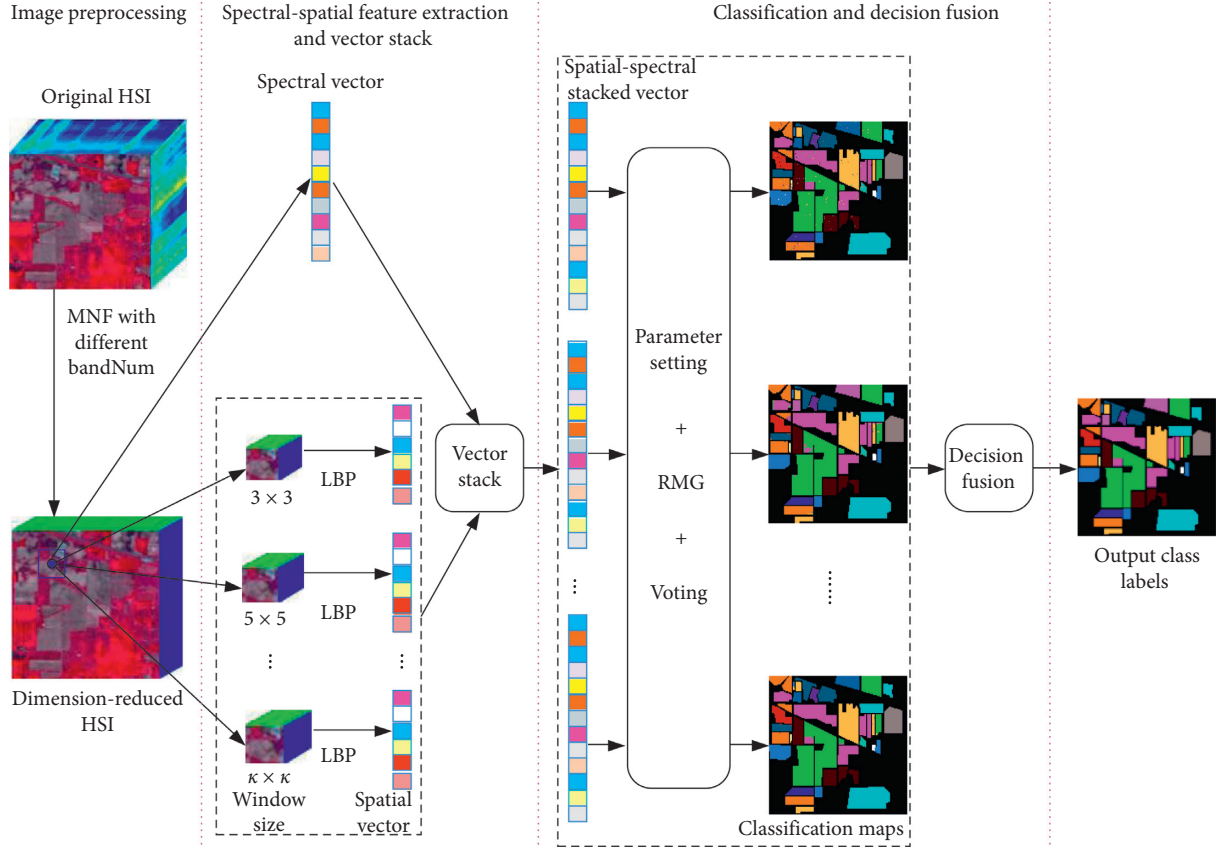 Image preprocessing
Spectral-spatial feature extraction
and vector stack
Classification and decision fusion
Original HSI
MNF with
different
bandNum
Dimension-reduced
HSI
Spectral vector
3 × 3
LBP
5 × 5
LBP
...
...
κ × κ
LBP
Window
size
Spatial
vector
Vector
stack
Spatial-spectral
stacked vector
...
Parameter
setting
+
RMG
+
Voting
......
Classification maps
Decision
fusion
Output class
labels